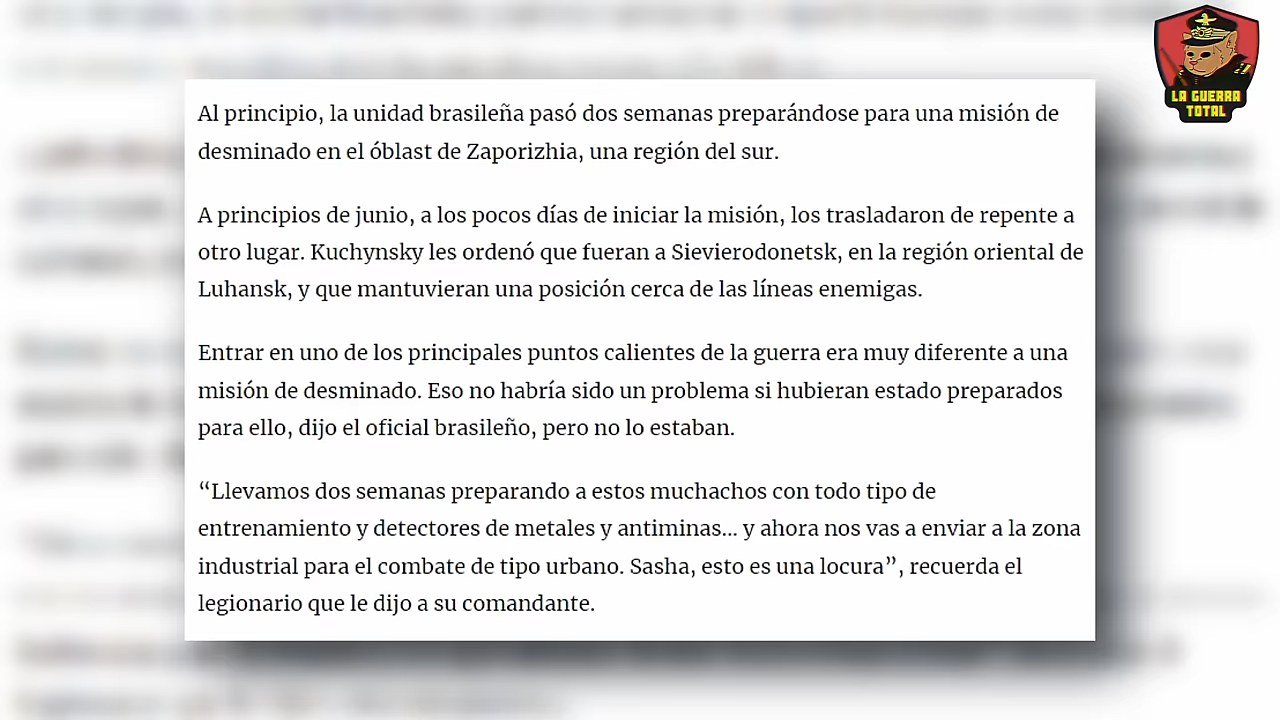 LA GUERRA
TOTAL
Al principio, la unidad brasileña pasó dos semanas preparándose para una misión de
desminado en el óblast de Zaporizhia, una región del sur.
A principios de junio, a los pocos días de iniciar la misión, los trasladaron de repente a
otro lugar. Kuchynsky les ordenó que fueran a Sievierodonetsk, en la región oriental de
Luhansk, y que mantuvieran una posición cerca de las líneas enemigas.
Entrar en uno de los principales puntos calientes de la guerra era muy diferente a una
misión de desminado. Eso no habría sido un problema si hubieran estado preparados
para ello, dijo el oficial brasileño, pero no lo estaban.
“Llevamos dos semanas preparando a estos muchachos con todo tipo de
entrenamiento y detectores de metales y antiminas... y ahora nos vas a enviar a la zona
industrial para el combate de tipo urbano. Sasha, esto es una locura”, recuerda el
legionario que le dijo a su comandante.